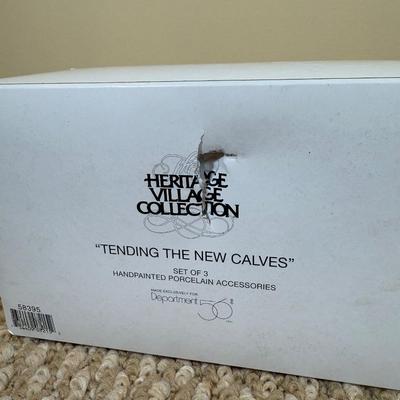 HERITAGE
VILLAGE
COLLECTION
"TENDING THE NEW CALVES"
SET OF 3
HANDPAINTED PORCELAIN ACCESSORIES
MADE EXCLUSIVELY FOR
Department 56
58395